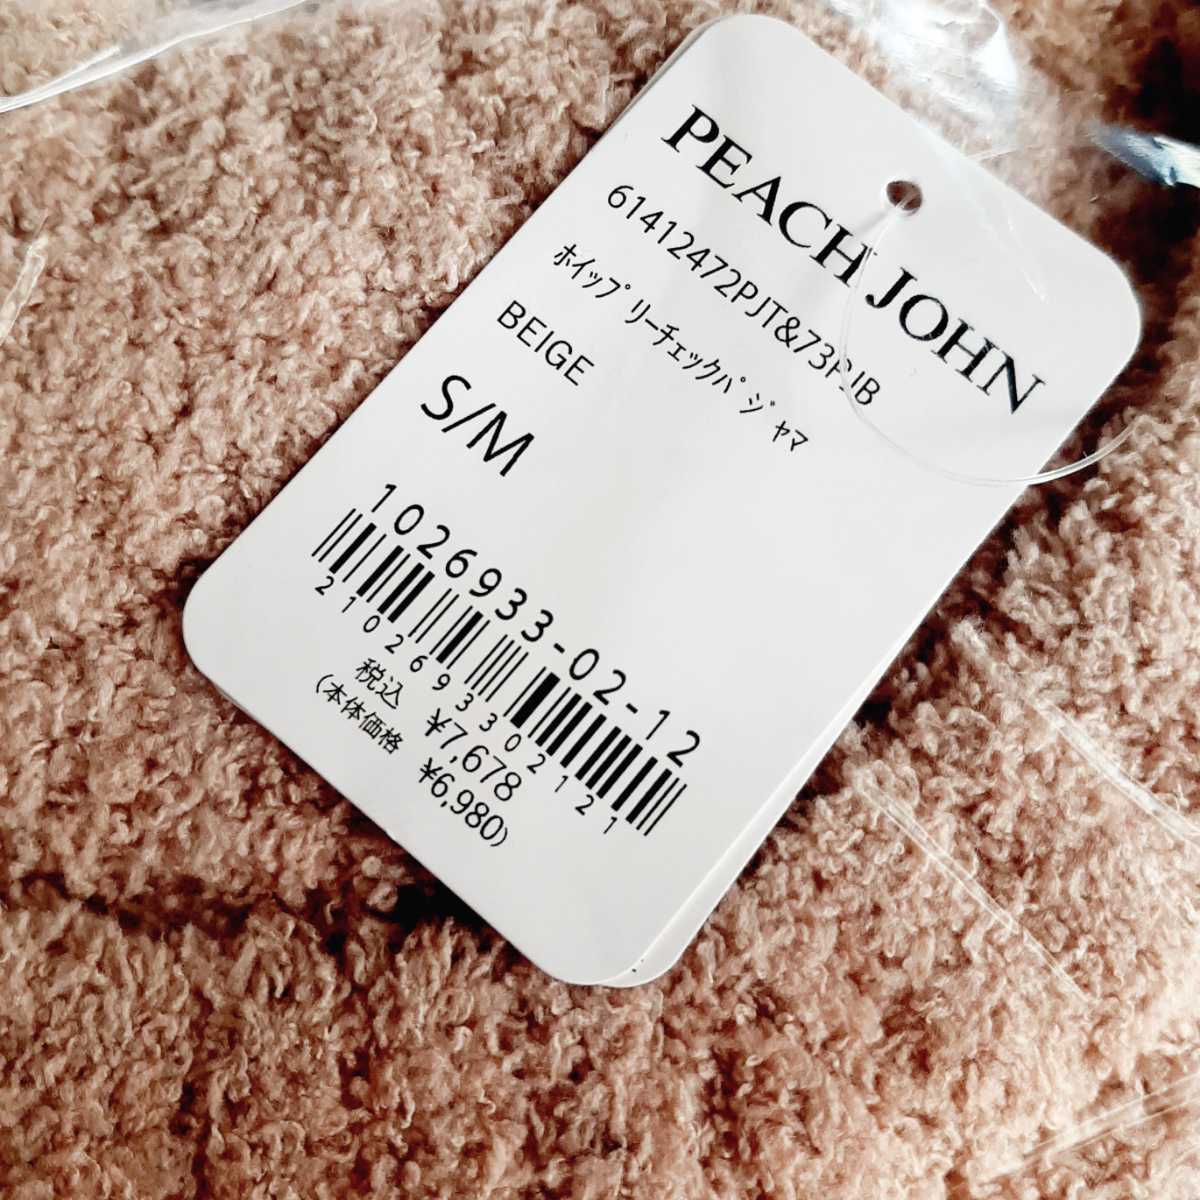 PEACH JOHN
61412472PJT&73PJB
ﾎｲｯﾌﾟﾘｰﾁｪｯｸﾊﾟｼﾞｬﾏ
BEIGE
S/M
1026933-02-12
2102693302121
税込 ¥7,678
(本体価格 ¥6,980)